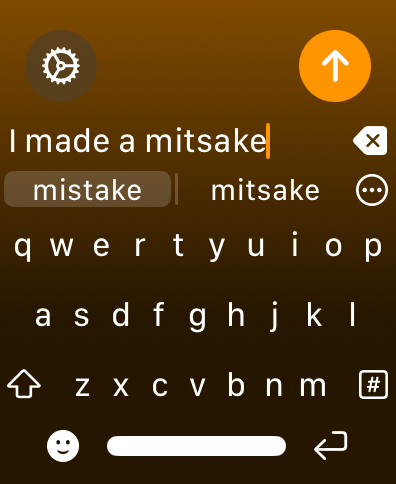 I made a mitsake
mistake mitsake
q w e r t y u i o p
a s d f g h j k l
z x c v b n m #